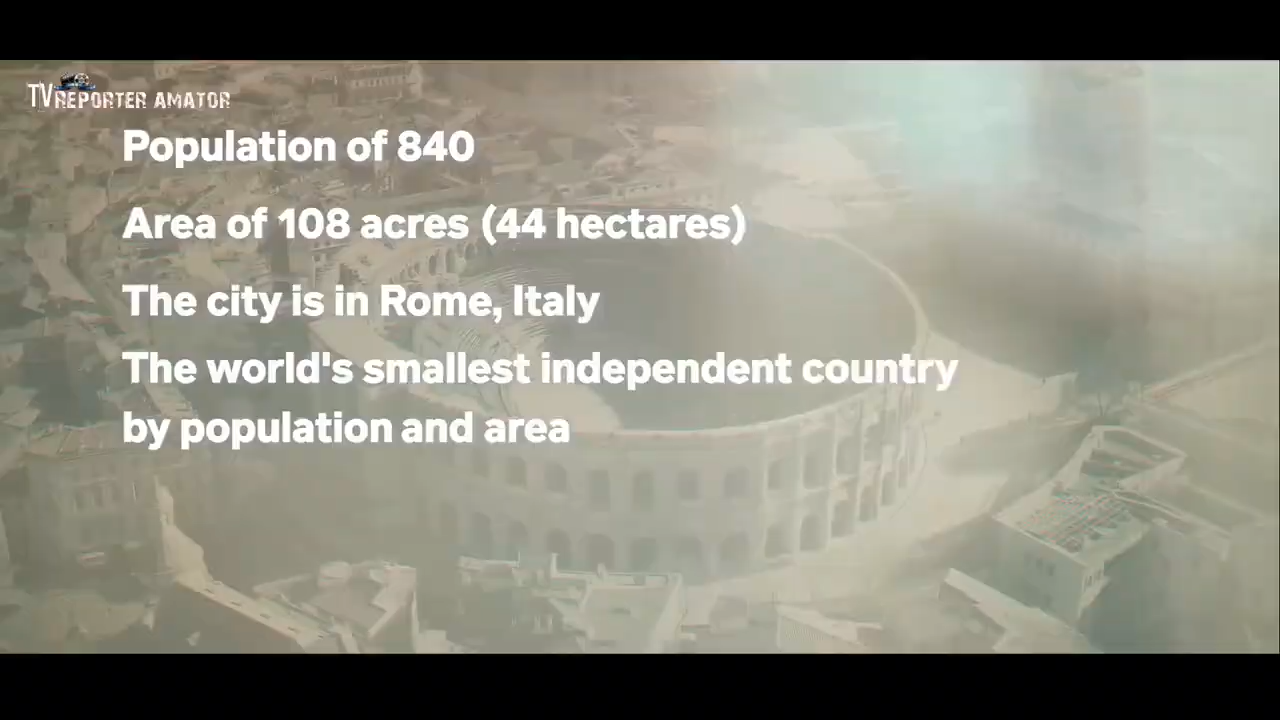 TVREPORTER AMATOR
Population of 840
Area of 108 acres (44 hectares)
The city is in Rome, Italy
The world's smallest independent country
by population and area